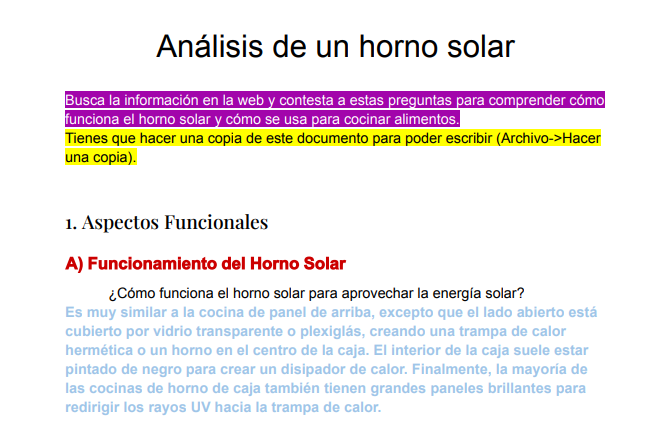 Análisis de un horno solar
Busca la información en la web y contesta a estas preguntas para comprender cómo
funciona el horno solar y cómo se usa para cocinar alimentos.
Tienes que hacer una copia de este documento para poder escribir (Archivo->Hacer
una copia).
1. Aspectos Funcionales
A) Funcionamiento del Horno Solar
¿Cómo funciona el horno solar para aprovechar la energía solar?
Es muy similar a la cocina de panel de arriba, excepto que el lado abierto está
cubierto por vidrio transparente o plexiglás, creando una trampa de calor
hermética o un horno en el centro de la caja. El interior de la caja suele estar
pintado de negro para crear un disipador de calor. Finalmente, la mayoría de
las cocinas de horno de caja también tienen grandes paneles brillantes para
redirigir los rayos UV hacia la trampa de calor.